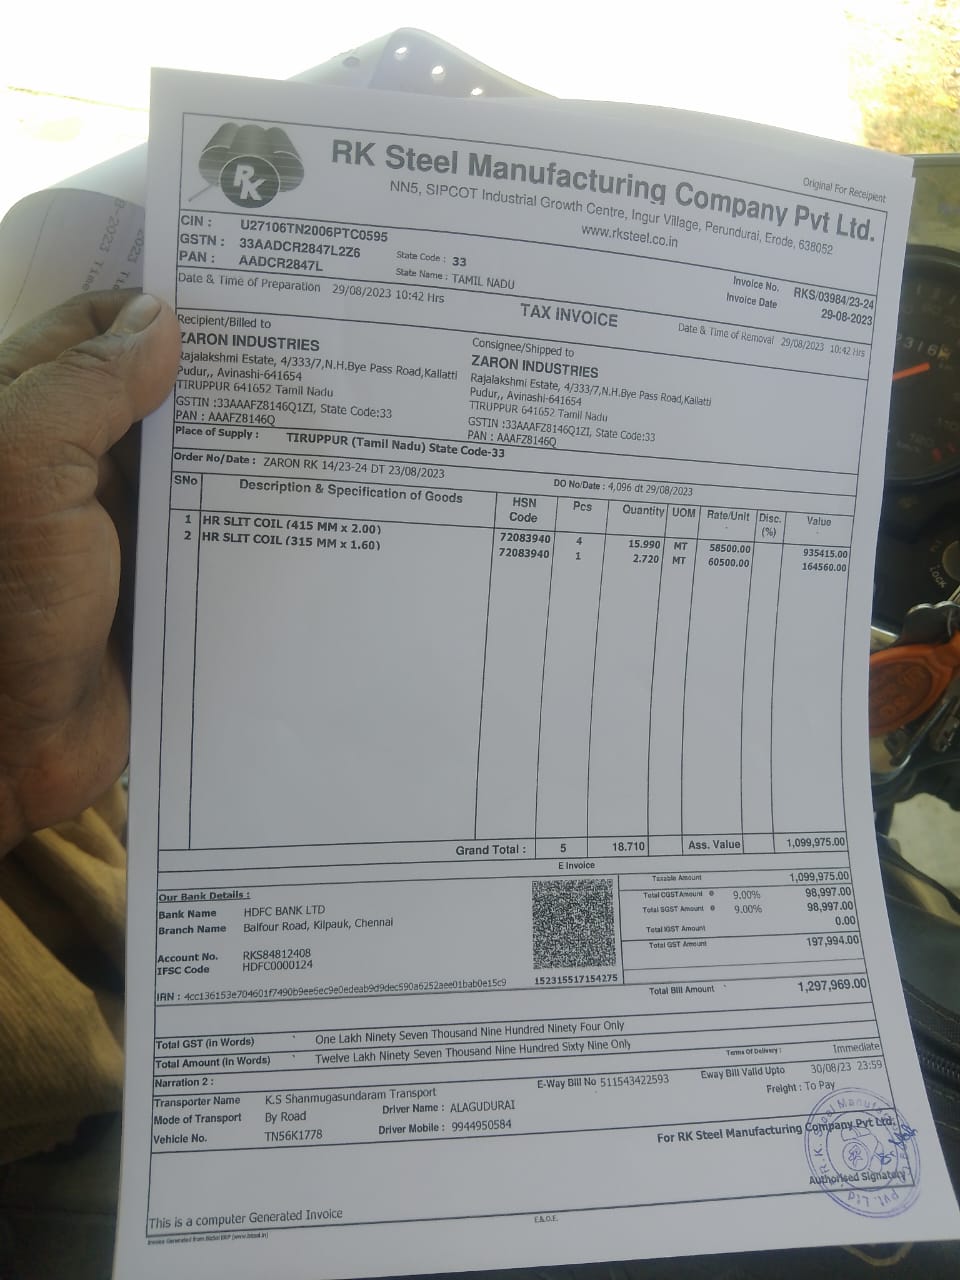 Original For Receipient
RK
RK Steel Manufacturing Company Pvt Ltd.
NN5, SIPCOT Industrial Growth Centre, Ingur Village, Perundurai, Erode, 638052
www.rksteel.co.in
CIN : U27106TN2006PTC0595
GSTN : 33AADCR2847L2Z6 State Code : 33
PAN : AADCR2847L State Name : TAMIL NADU
Invoice No. RKS/03984/23-24
Invoice Date 29-08-2023
Date & Time of Preparation 29/08/2023 10:42 Hrs
TAX INVOICE
Date & Time of Removal 29/08/2023 10:42 Hrs
Recipient/Billed to
ZARON INDUSTRIES
Rajalakshmi Estate, 4/333/7,N.H.Bye Pass Road,Kallatti
Pudur,, Avinashi-641654
TIRUPPUR 641652 Tamil Nadu
GSTIN :33AAAFZ8146Q1ZI, State Code:33
PAN : AAAFZ8146Q
Consignee/Shipped to
ZARON INDUSTRIES
Rajalakshmi Estate, 4/333/7,N.H.Bye Pass Road,Kallatti
Pudur,, Avinashi-641654
TIRUPPUR 641652 Tamil Nadu
GSTIN :33AAAFZ8146Q1ZI, State Code:33
PAN : AAAFZ8146Q
Place of Supply : TIRUPPUR (Tamil Nadu) State Code-33
Order No/Date : ZARON RK 14/23-24 DT 23/08/2023 DO No/Date : 4,096 dt 29/08/2023
SNo Description & Specification of Goods HSN Code Pcs Quantity UOM Rate/Unit Disc. (%) Value
1 HR SLIT COIL (415 MM x 2.00) 72083940 4 15.990 MT 58500.00 935415.00
2 HR SLIT COIL (315 MM x 1.60) 72083940 1 2.720 MT 60500.00 164560.00
Grand Total : 5 18.710 Ass. Value 1,099,975.00
E Invoice
Our Bank Details :
Bank Name HDFC BANK LTD
Branch Name Balfour Road, Kilpauk, Chennai
Account No. RKS84812408
IFSC Code HDFC0000124
152315517154275
Taxable Amount 1,099,975.00
Total CGST Amount @ 9.00% 98,997.00
Total SGST Amount @ 9.00% 98,997.00
Total IGST Amount 0.00
Total GST Amount 197,994.00
IRN : 4cc136153e704601f7490b9ee5ec9e0edeab9d9dec590a6252aee01bab0e15c9
Total Bill Amount 1,297,969.00
Total GST (in Words) One Lakh Ninety Seven Thousand Nine Hundred Ninety Four Only
Total Amount (in Words) Twelve Lakh Ninety Seven Thousand Nine Hundred Sixty Nine Only
Narration 2 : Terms Of Delivery : Immediate
Transporter Name K.S Shanmugasundaram Transport E-Way Bill No 511543422593 Eway Bill Valid Upto 30/08/23 23:59
Mode of Transport By Road Driver Name : ALAGUDURAI Freight : To Pay
Vehicle No. TN56K1778 Driver Mobile : 9944950584
For RK Steel Manufacturing Company Pvt Ltd.
Authorised Signatory
This is a computer Generated Invoice
E.&.O.E.